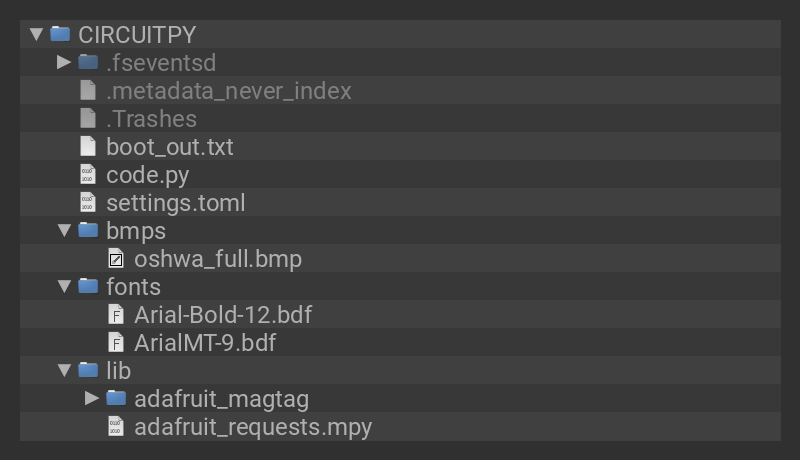 CIRCUITPY
.fseventsd
.metadata_never_index
.Trashes
boot_out.txt
code.py
settings.toml
bmps
oshwa_full.bmp
fonts
Arial-Bold-12.bdf
ArialMT-9.bdf
lib
adafruit_magtag
adafruit_requests.mpy